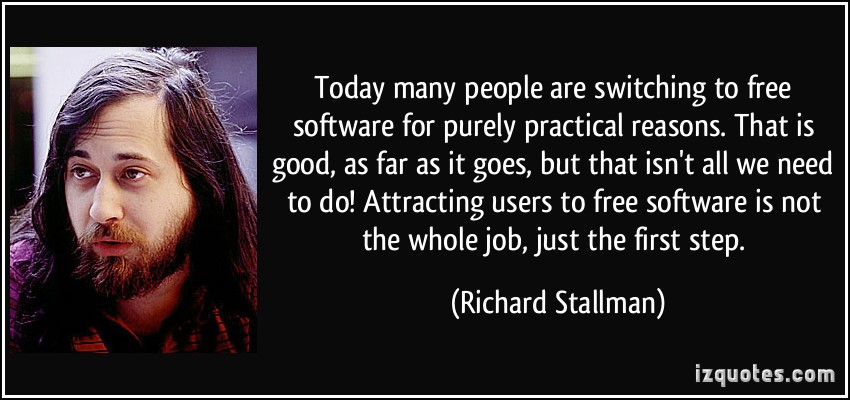 Today many people are switching to free
software for purely practical reasons. That is
good, as far as it goes, but that isn't all we need
to do! Attracting users to free software is not
the whole job, just the first step.
(Richard Stallman)
izquotes.com